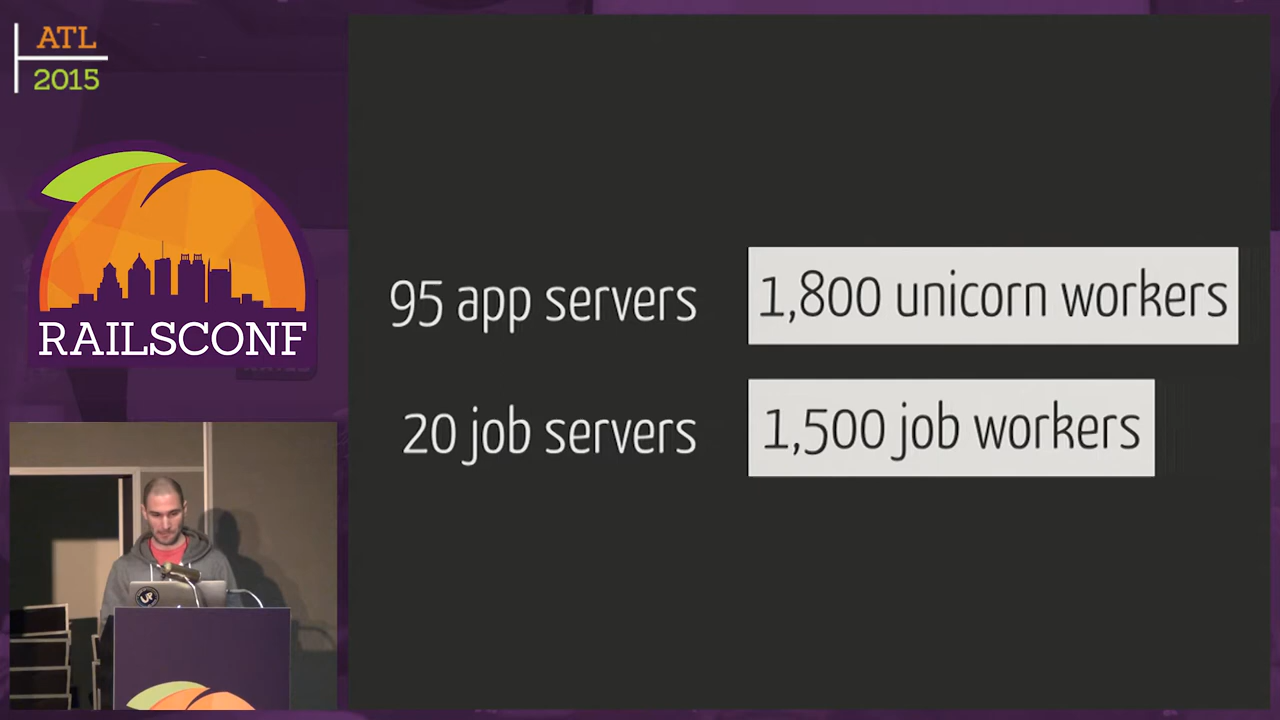 ATL
2015
RAILSCONF
95 app servers 1,800 unicorn workers
20 job servers 1,500 job workers